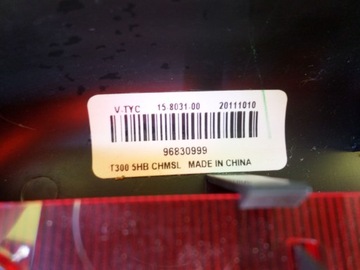 V-TYC 15 8031-00 20111010
96830999
T300 5HB CHMSL MADE IN CHINA